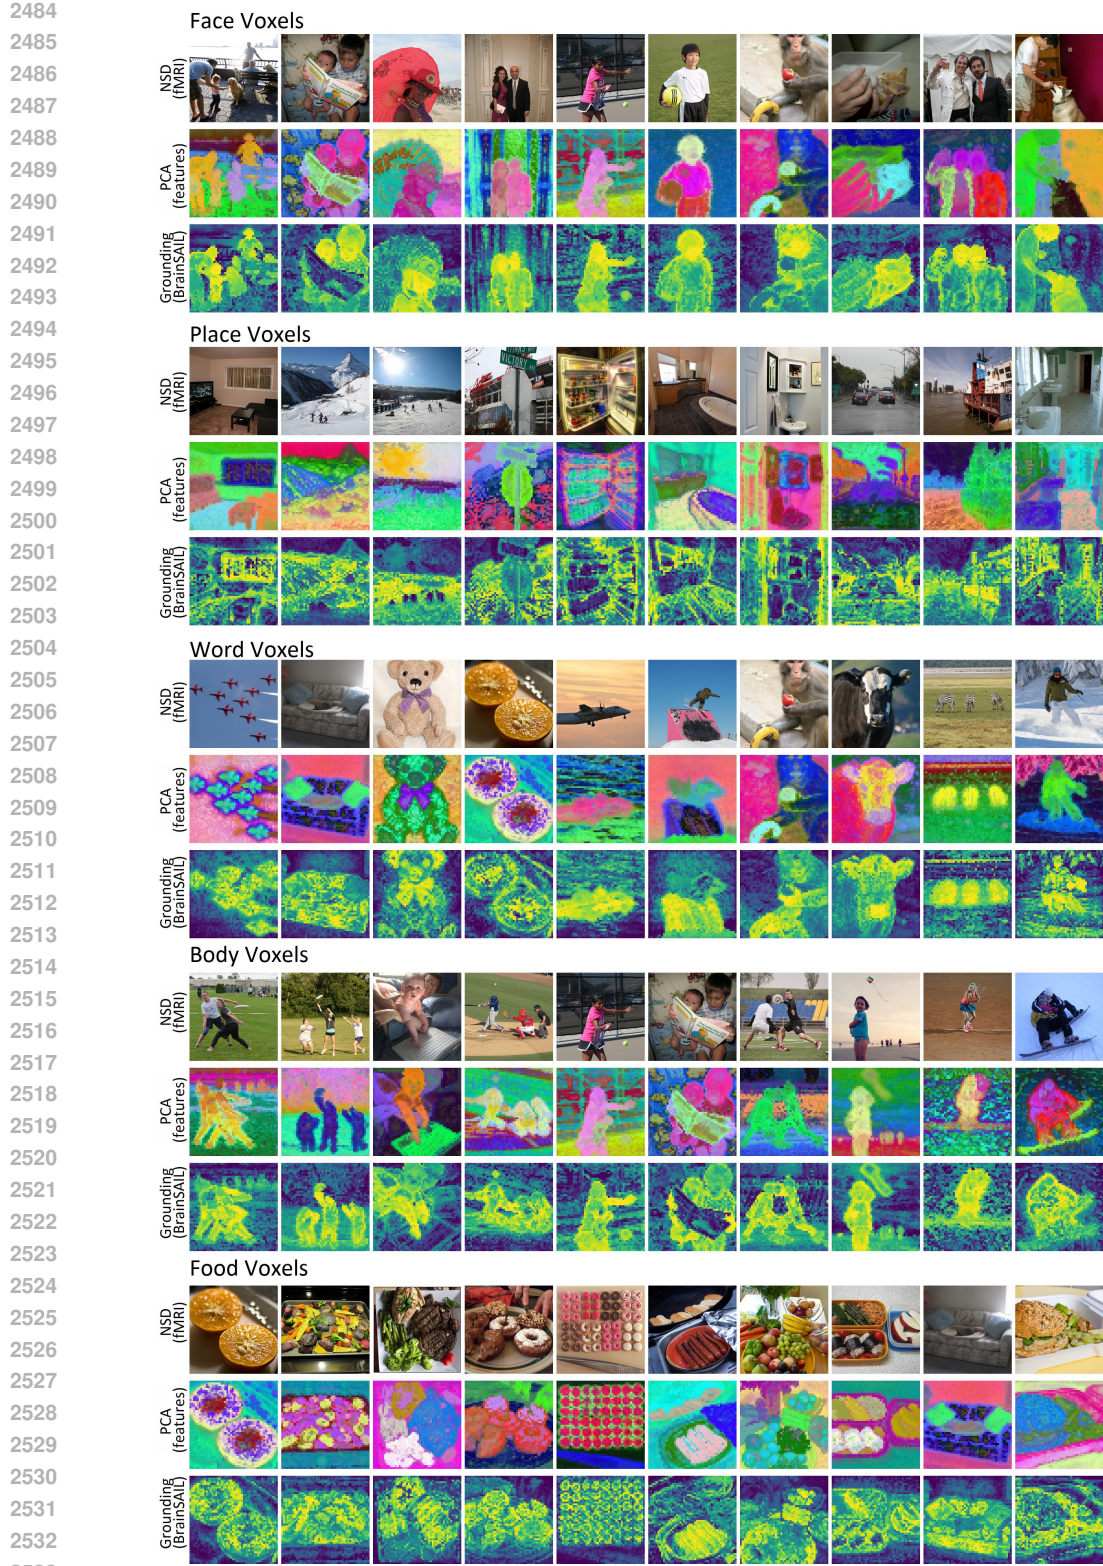 2484
Face Voxels
2485
2486
2487
NSD
(fMRI)
2488
2489
2490
PCA
(features)
2491
2492
2493
Grounding
(BrainSAIL)
2494
Place Voxels
2495
2496
2497
NSD
(fMRI)
VICTORY
2498
2499
2500
PCA
(features)
2501
2502
2503
Grounding
(BrainSAIL)
2504
Word Voxels
2505
2506
2507
NSD
(fMRI)
2508
2509
2510
PCA
(features)
2511
2512
2513
Grounding
(BrainSAIL)
2514
Body Voxels
2515
2516
2517
NSD
(fMRI)
2518
2519
2520
PCA
(features)
2521
2522
2523
Grounding
(BrainSAIL)
2524
Food Voxels
2525
2526
NSD
(fMRI)
2527
2528
2529
PCA
(features)
2530
2531
2532
Grounding
(BrainSAIL)